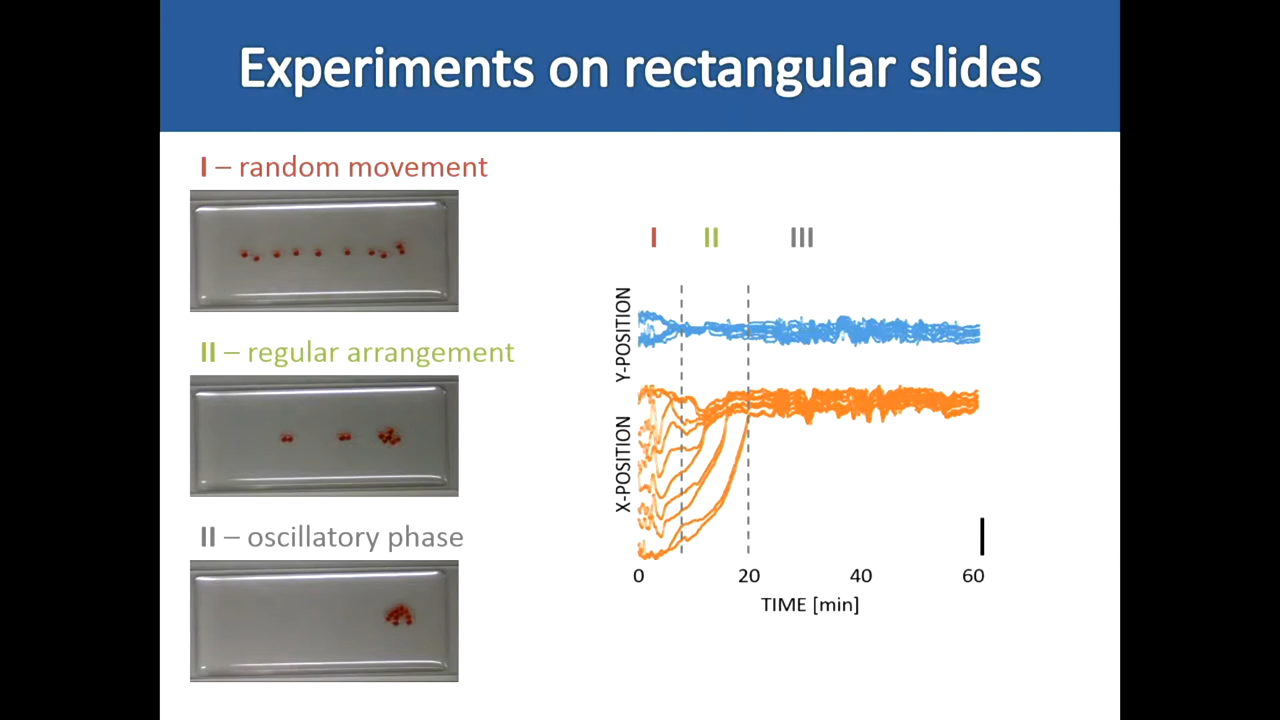 Experiments on rectangular slides
I – random movement
II – regular arrangement
II – oscillatory phase
I II III
Y-POSITION
X-POSITION
0 20 40 60
TIME [min]